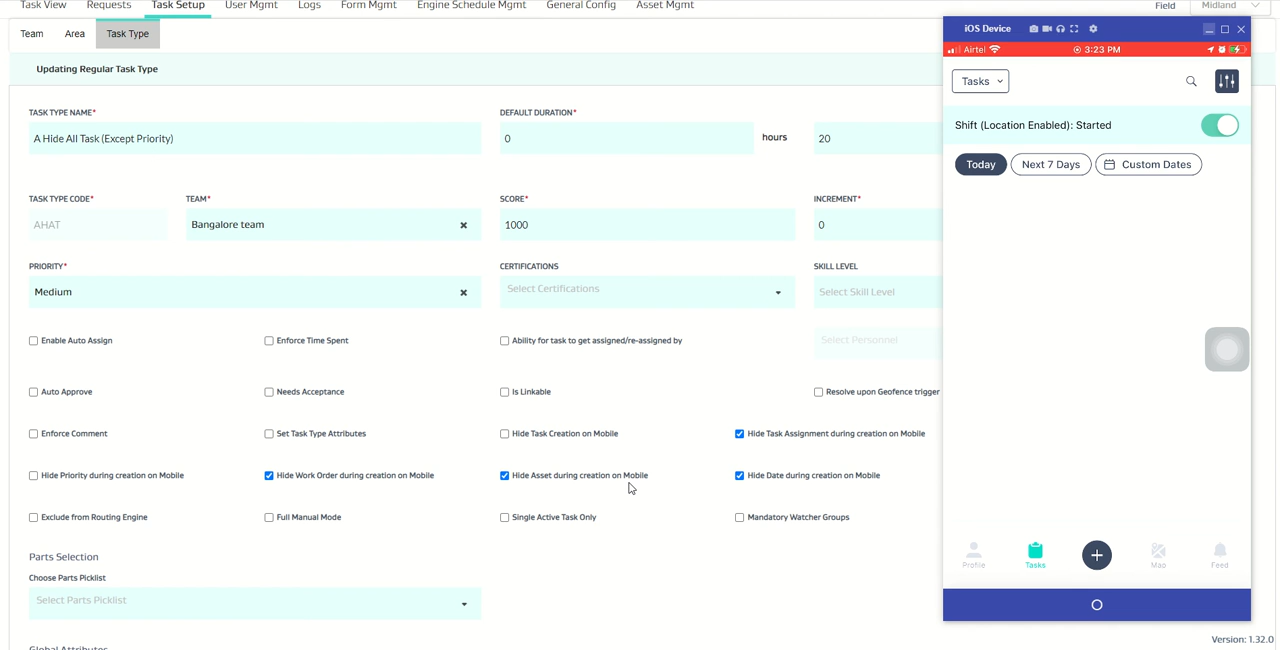 Task View Requests Task Setup User Mgmt Logs Form Mgmt Engine Schedule Mgmt General Config Asset Mgmt Field Midland
Team Area Task Type
Updating Regular Task Type
TASK TYPE NAME* DEFAULT DURATION*
A Hide All Task (Except Priority) 0 hours 20
TASK TYPE CODE* TEAM* SCORE* INCREMENT*
AHAT Bangalore team 1000 0
PRIORITY* CERTIFICATIONS SKILL LEVEL
Medium Select Certifications Select Skill Level
Enable Auto Assign Enforce Time Spent Ability for task to get assigned/re-assigned by Select Personnel
Auto Approve Needs Acceptance Is Linkable Resolve upon Geofence trigger
Enforce Comment Set Task Type Attributes Hide Task Creation on Mobile Hide Task Assignment during creation on Mobile
Hide Priority during creation on Mobile Hide Work Order during creation on Mobile Hide Asset during creation on Mobile Hide Date during creation on Mobile
Exclude from Routing Engine Full Manual Mode Single Active Task Only Mandatory Watcher Groups
Parts Selection
Choose Parts Picklist
Select Parts Picklist
Global Attributes
Version: 1.32.0
iOS Device
Airtel 3:23 PM
Tasks
Shift (Location Enabled): Started
Today Next 7 Days Custom Dates
Profile Tasks Map Feed